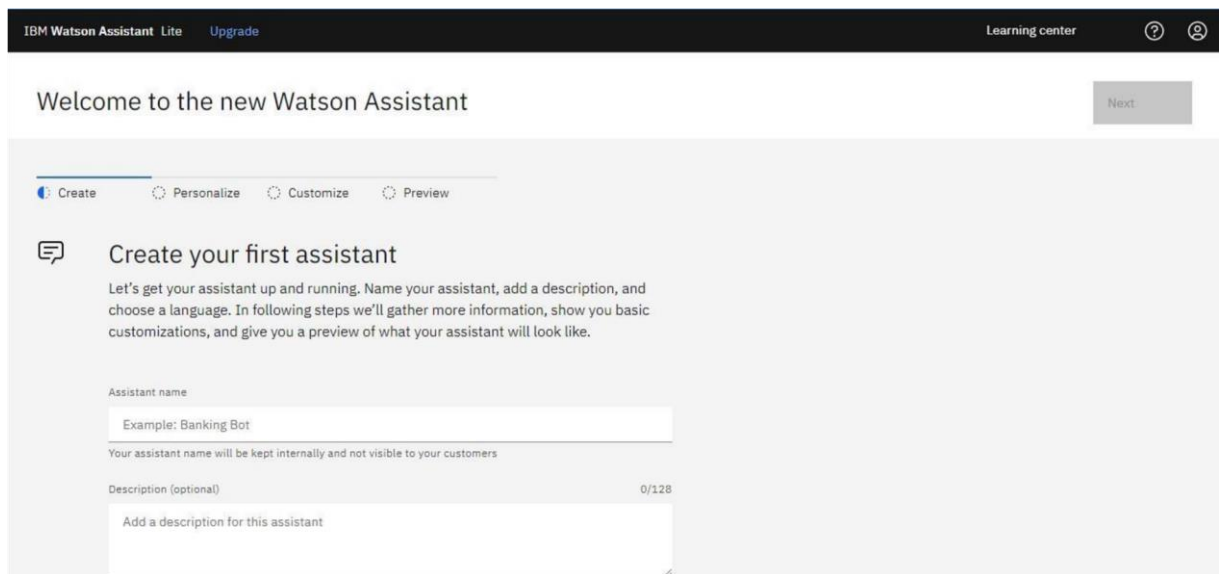 IBM Watson Assistant Lite Upgrade Learning center
Welcome to the new Watson Assistant Next
Create Personalize Customize Preview
Create your first assistant
Let's get your assistant up and running. Name your assistant, add a description, and
choose a language. In following steps we'll gather more information, show you basic
customizations, and give you a preview of what your assistant will look like.
Assistant name
Example: Banking Bot
Your assistant name will be kept internally and not visible to your customers
Description (optional) 0/128
Add a description for this assistant